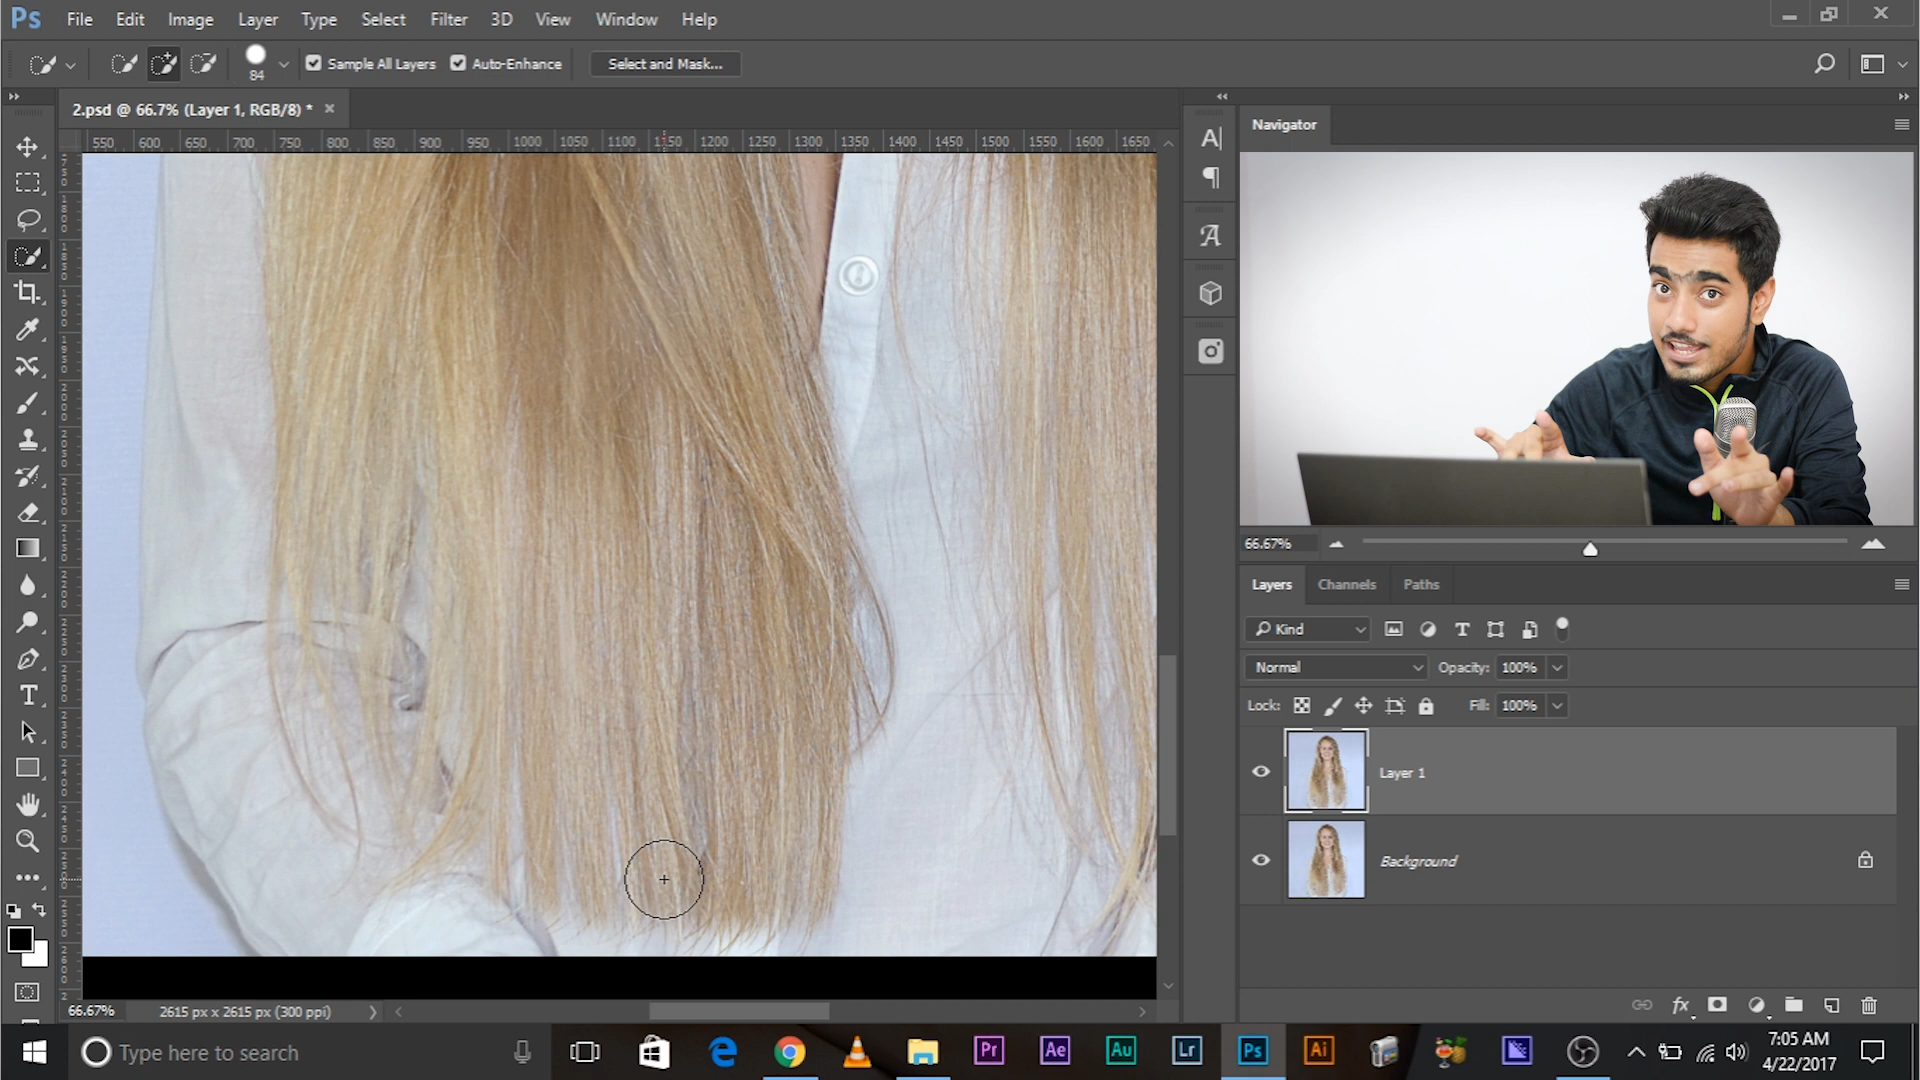 Ps File Edit Image Layer Type Select Filter 3D View Window Help
84 Sample All Layers Auto-Enhance Select and Mask...
2.psd @ 66.7% (Layer 1, RGB/8) *
550 600 650 700 750 800 850 900 950 1000 1050 1100 1150 1200 1250 1300 1350 1400 1450 1500 1550 1600 1650
Navigator
66.67%
Layers Channels Paths
Kind
Normal Opacity: 100%
Lock: Fill: 100%
Layer 1
Background
fx
66.67% 2615 px x 2615 px (300 ppi)
Type here to search
Pr Ae Au Lr Ps Ai
7:05 AM
4/22/2017